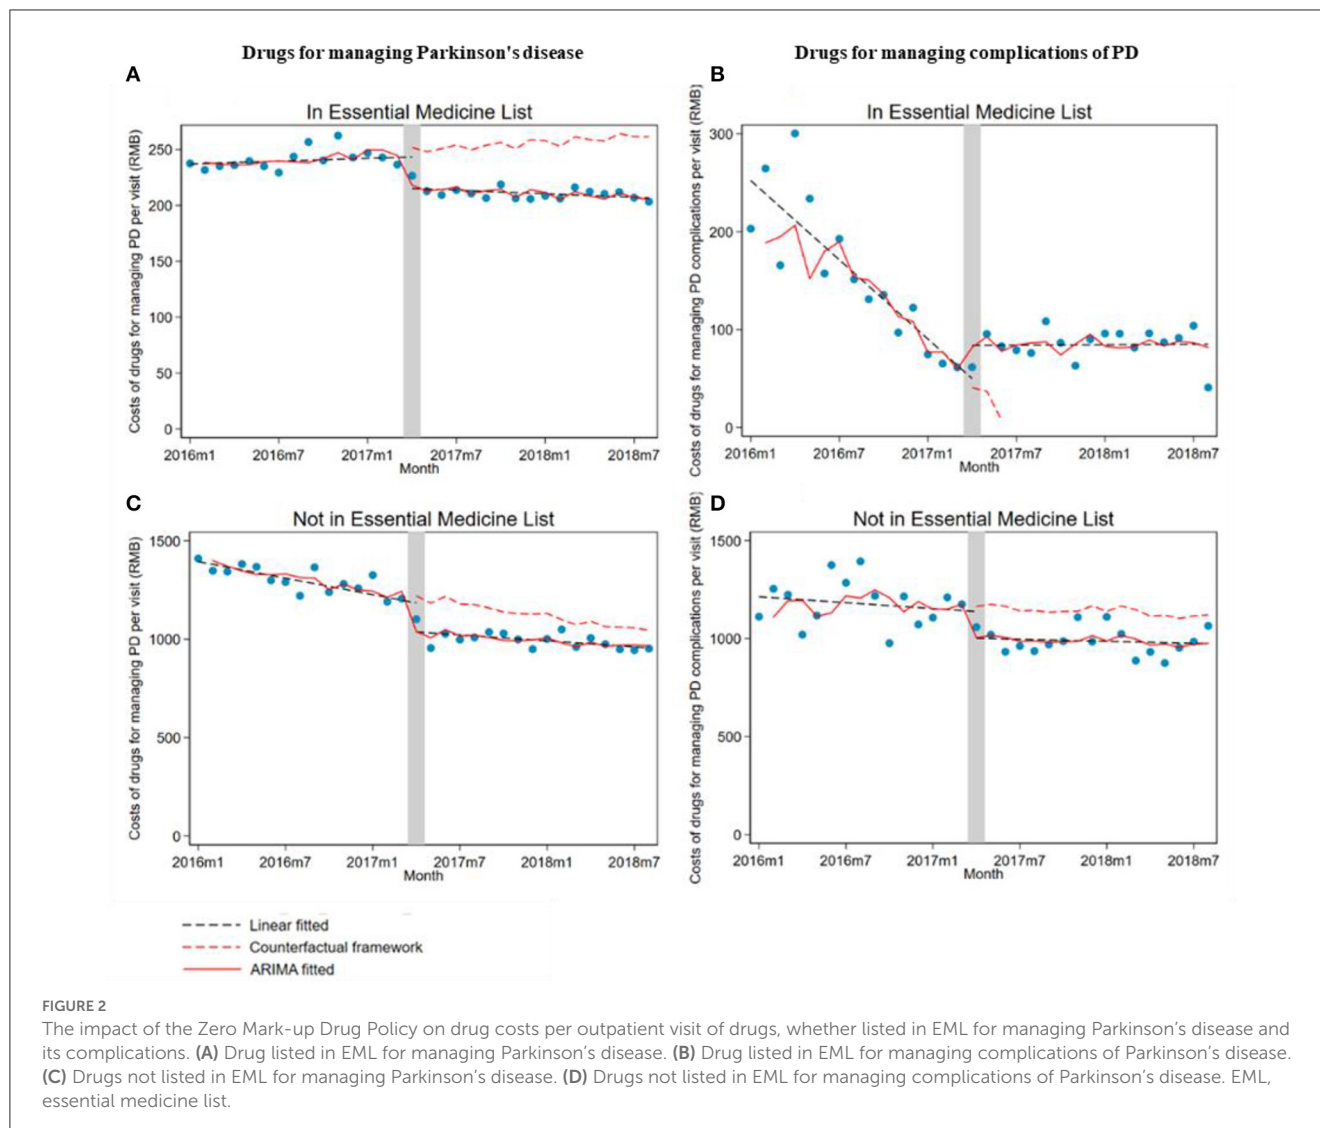 Drugs for managing Parkinson's disease
Drugs for managing complications of PD
A
In Essential Medicine List
Costs of drugs for managing PD per visit (RMB)
250
200
150
100
50
0
2016m1 2016m7 2017m1 2017m7 2018m1 2018m7
Month
B
In Essential Medicine List
Costs of drugs for managing PD complications per visit (RMB)
300
200
100
0
2016m1 2016m7 2017m1 2017m7 2018m1 2018m7
Month
C
Not in Essential Medicine List
Costs of drugs for managing PD per visit (RMB)
1500
1000
500
0
2016m1 2016m7 2017m1 2017m7 2018m1 2018m7
Month
D
Not in Essential Medicine List
Costs of drugs for managing PD complications per visit (RMB)
1500
1000
500
0
2016m1 2016m7 2017m1 2017m7 2018m1 2018m7
Month
Linear fitted
Counterfactual framework
ARIMA fitted
FIGURE 2
The impact of the Zero Mark-up Drug Policy on drug costs per outpatient visit of drugs, whether listed in EML for managing Parkinson's disease and
its complications. (A) Drug listed in EML for managing Parkinson's disease. (B) Drug listed in EML for managing complications of Parkinson's disease.
(C) Drugs not listed in EML for managing Parkinson's disease. (D) Drugs not listed in EML for managing complications of Parkinson's disease. EML,
essential medicine list.